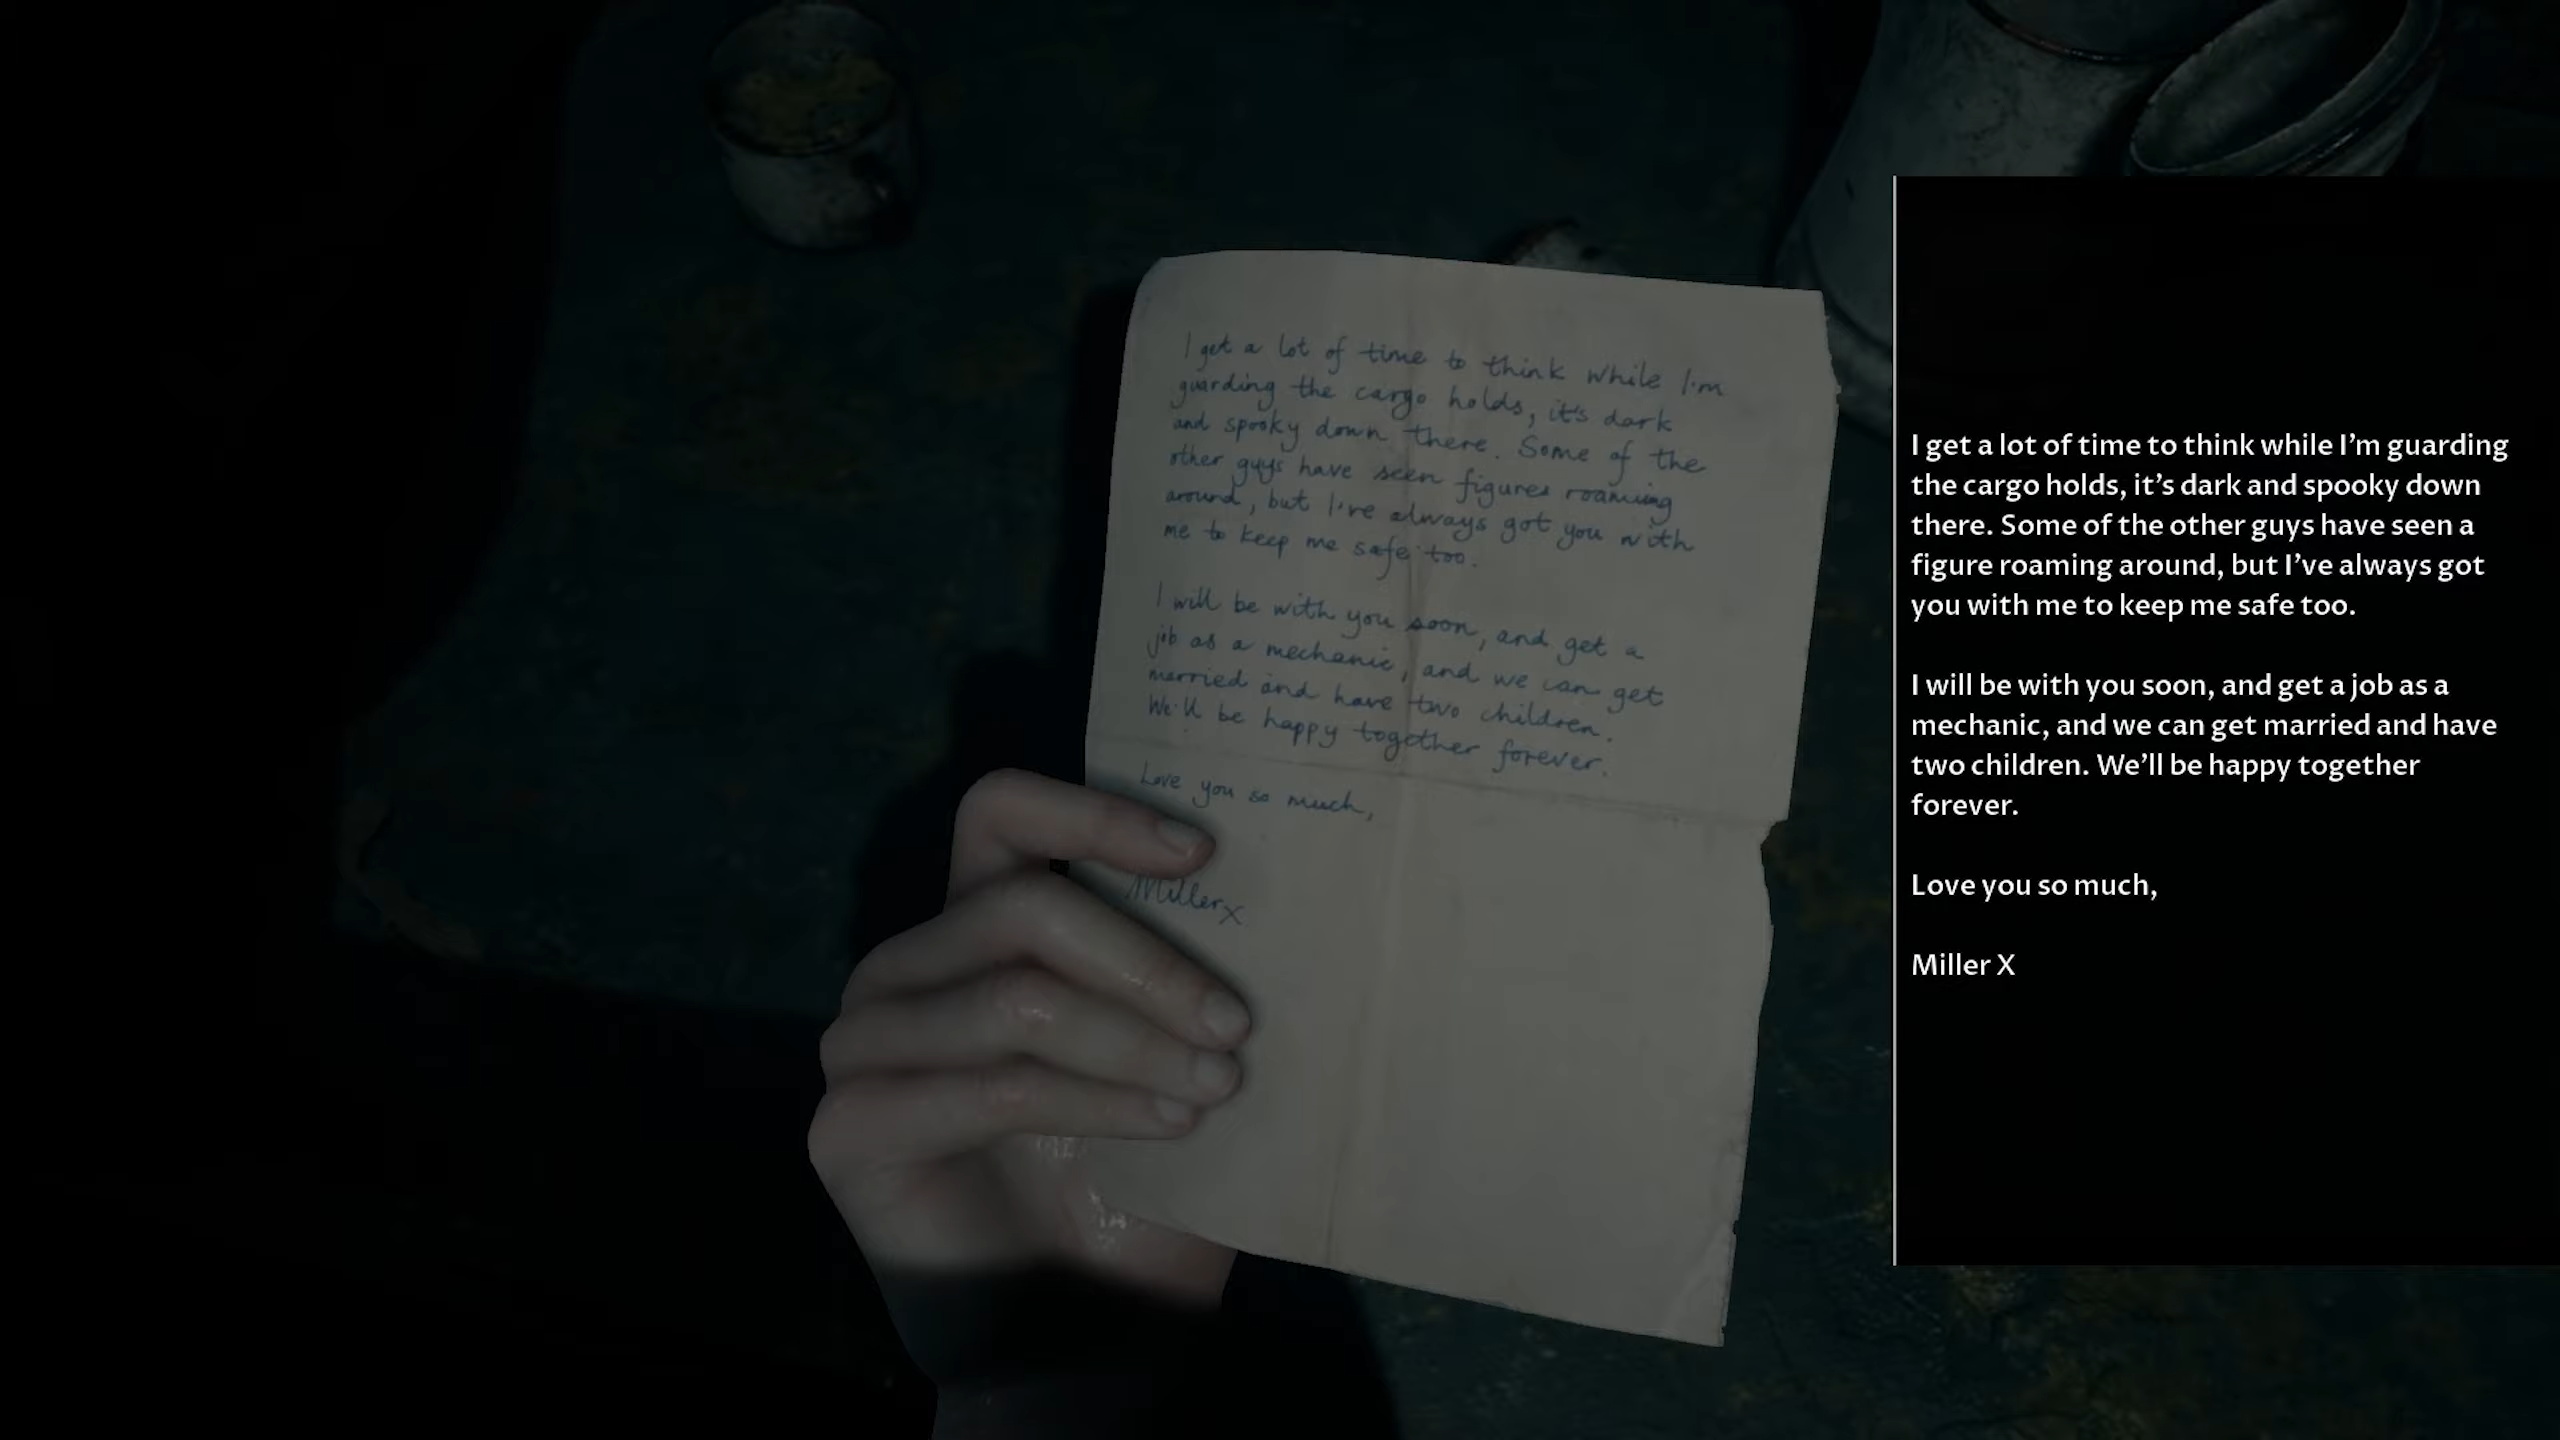 I get a lot of time to think while I'm
guarding the cargo holds, it's dark
and spooky down there. Some of the
other guys have seen figures roaming
around, but I've always got you with
me to keep me safe too.
I will be with you soon, and get a
job as a mechanic, and we can get
married and have two children.
We'll be happy together forever.
Love you so much,
Miller X
I get a lot of time to think while I'm guarding
the cargo holds, it's dark and spooky down
there. Some of the other guys have seen a
figure roaming around, but I've always got
you with me to keep me safe too.
I will be with you soon, and get a job as a
mechanic, and we can get married and have
two children. We'll be happy together
forever.
Love you so much,
Miller X